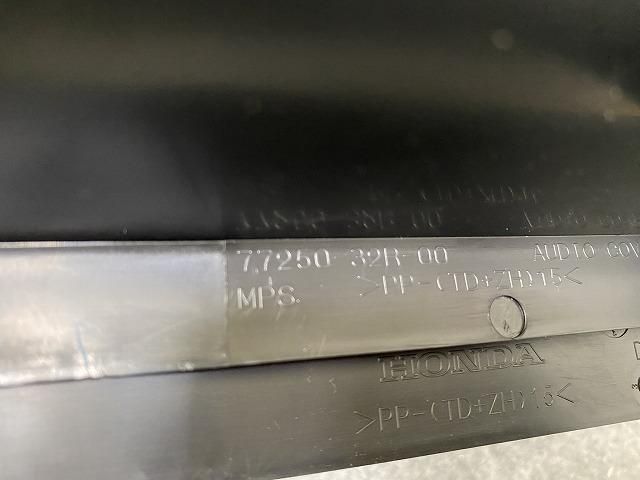 77250-32R-00 AUDIO COV
MPS. >PP-(TD+ZH)15<
HONDA
>PP-(TD+ZH)15<